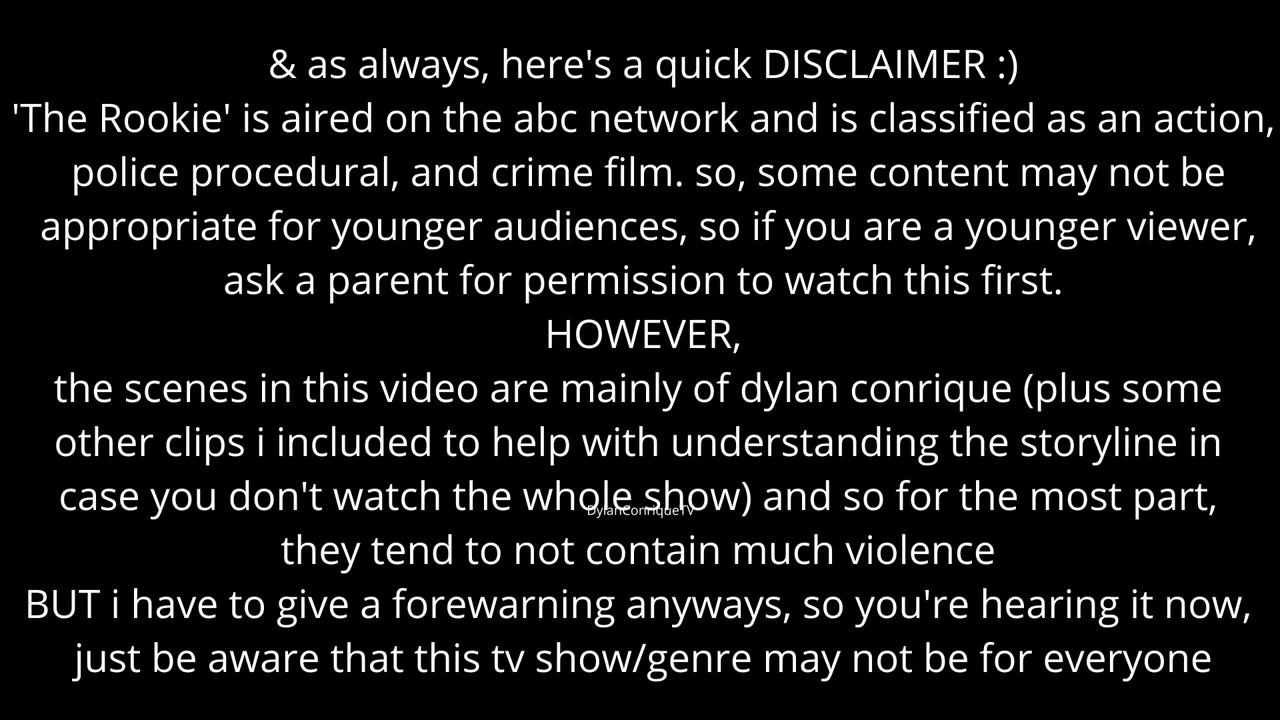 & as always, here's a quick DISCLAIMER :)
'The Rookie' is aired on the abc network and is classified as an action,
police procedural, and crime film. so, some content may not be
appropriate for younger audiences, so if you are a younger viewer,
ask a parent for permission to watch this first.
HOWEVER,
the scenes in this video are mainly of dylan conrique (plus some
other clips i included to help with understanding the storyline in
case you don't watch the whole show) and so for the most part,
DylanConriqueTV
they tend to not contain much violence
BUT i have to give a forewarning anyways, so you're hearing it now,
just be aware that this tv show/genre may not be for everyone